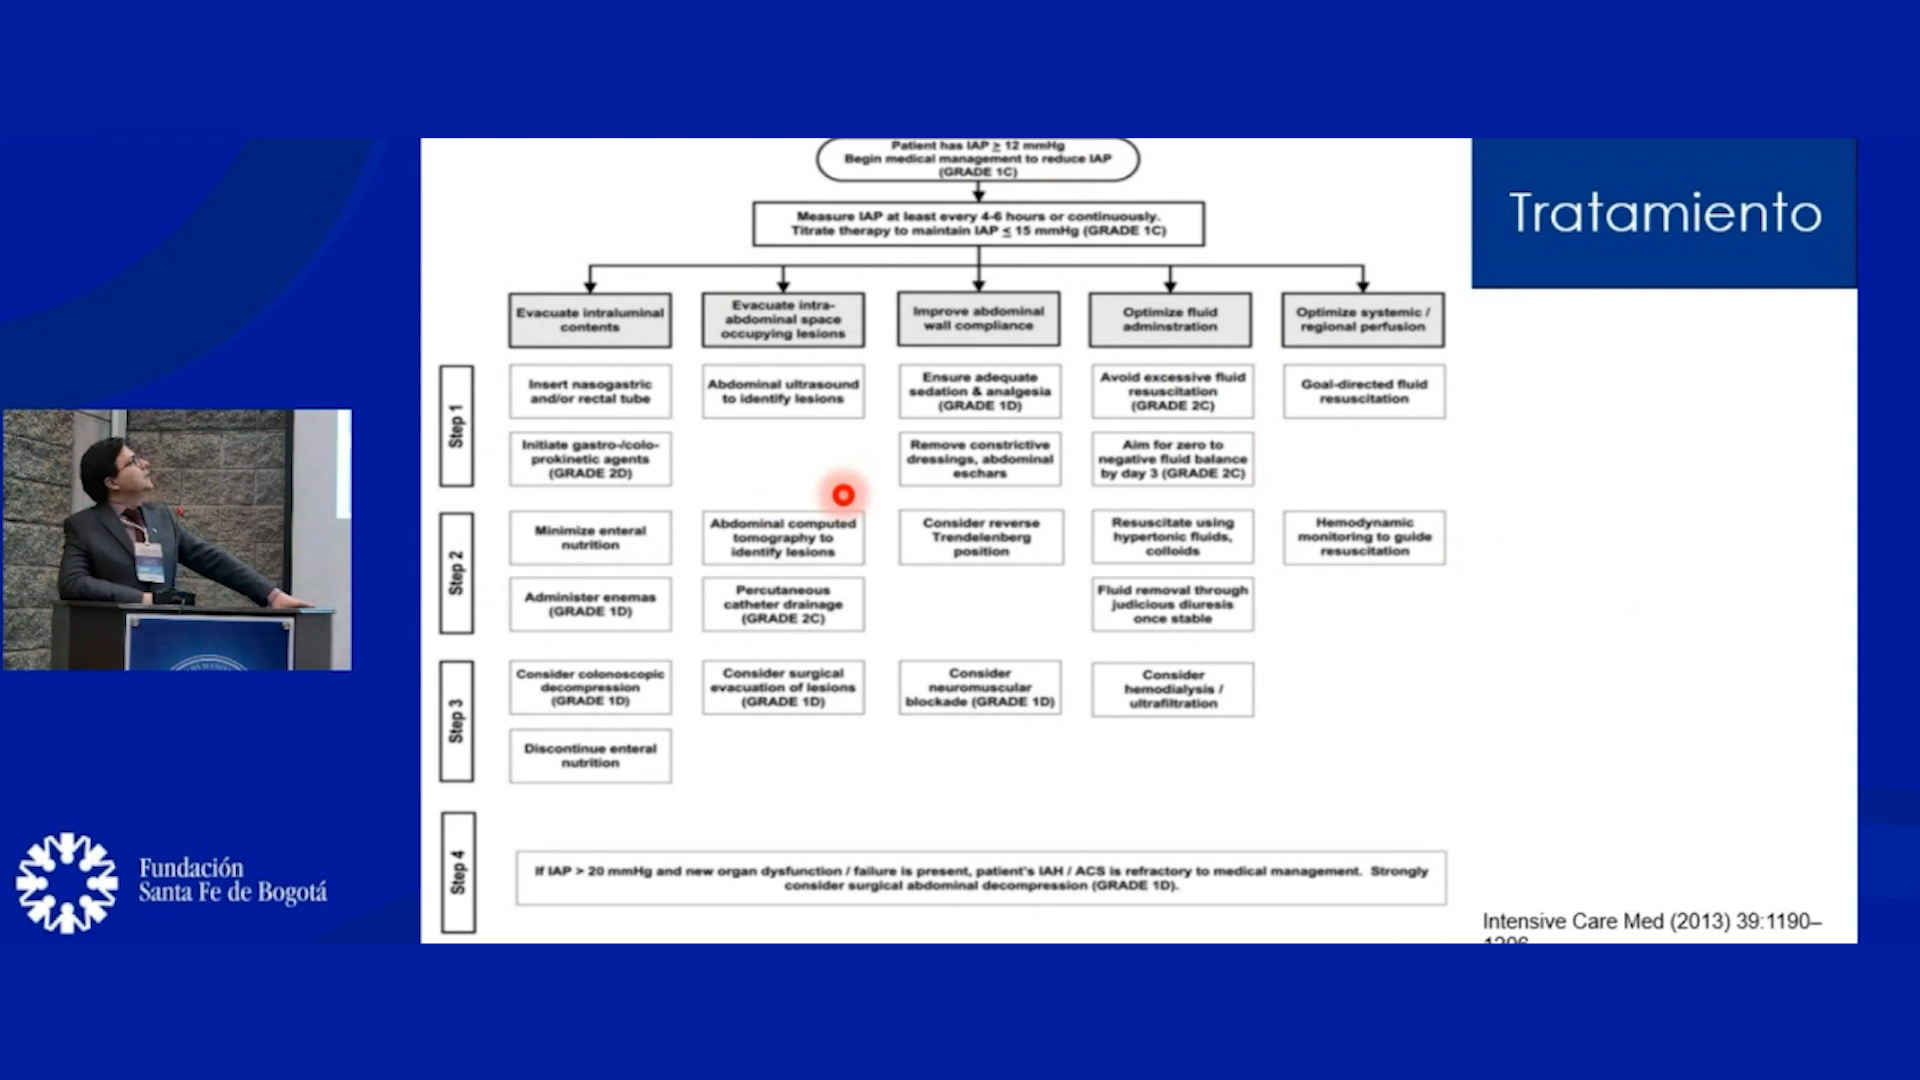 Patient has IAP ≥ 12 mmHg
Begin medical management to reduce IAP
(GRADE 1C)
Tratamiento
Measure IAP at least every 4-6 hours or continuously.
Titrate therapy to maintain IAP ≤ 15 mmHg (GRADE 1C)
Evacuate intraluminal
contents
Evacuate intra-
abdominal space
occupying lesions
Improve abdominal
wall compliance
Optimize fluid
adminstration
Optimize systemic /
regional perfusion
Step 1
Insert nasogastric
and/or rectal tube
Abdominal ultrasound
to identify lesions
Ensure adequate
sedation & analgesia
(GRADE 1D)
Avoid excessive fluid
resuscitation
(GRADE 2C)
Goal-directed fluid
resuscitation
Initiate gastro-/colo-
prokinetic agents
(GRADE 2D)
Remove constrictive
dressings, abdominal
eschars
Aim for zero to
negative fluid balance
by day 3 (GRADE 2C)
Step 2
Minimize enteral
nutrition
Abdominal computed
tomography to
identify lesions
Consider reverse
Trendelenberg
position
Resuscitate using
hypertonic fluids,
colloids
Hemodynamic
monitoring to guide
resuscitation
Administer enemas
(GRADE 1D)
Percutaneous
catheter drainage
(GRADE 2C)
Fluid removal through
judicious diuresis
once stable
Step 3
Consider colonoscopic
decompression
(GRADE 1D)
Consider surgical
evacuation of lesions
(GRADE 1D)
Consider
neuromuscular
blockade (GRADE 1D)
Consider
hemodialysis /
ultrafiltration
Discontinue enteral
nutrition
Step 4
If IAP > 20 mmHg and new organ dysfunction / failure is present, patient's IAH / ACS is refractory to medical management. Strongly
consider surgical abdominal decompression (GRADE 1D).
Intensive Care Med (2013) 39:1190–
Fundación
Santa Fe de Bogotá